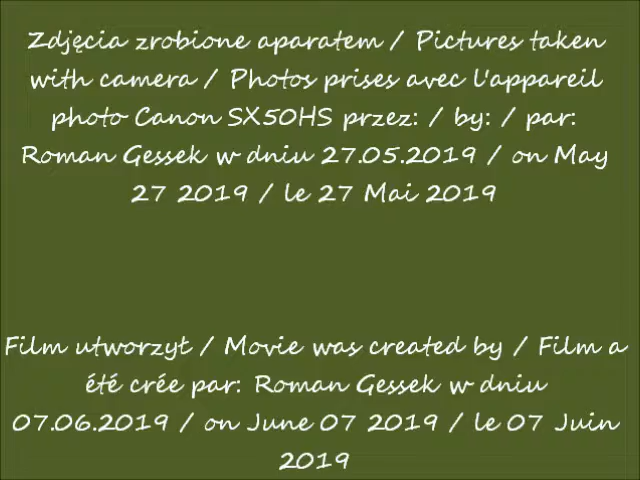 Zdjęcia zrobione aparatem / Pictures taken
with camera / Photos prises avec l'appareil
photo Canon SX50HS przez: / by: / par:
Roman Gessek w dniu 27.05.2019 / on May
27 2019 / le 27 Mai 2019
Film utworzył / Movie was created by / Film a
été crée par: Roman Gessek w dniu
07.06.2019 / on June 07 2019 / le 07 Juin
2019